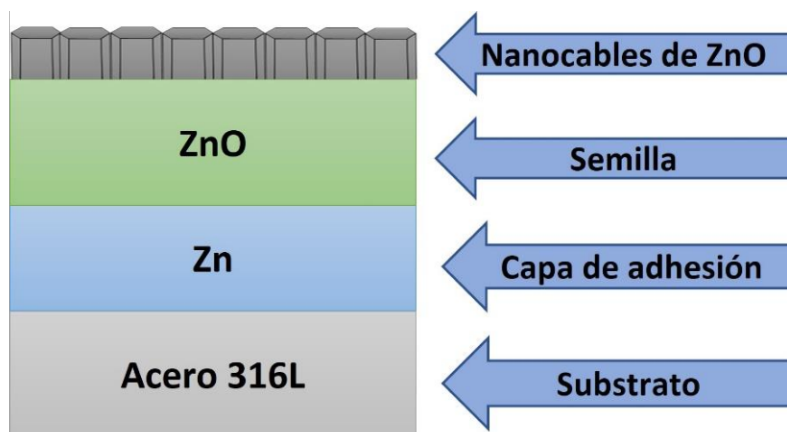 Nanocables de ZnO
ZnO
Semilla
Zn
Capa de adhesión
Acero 316L
Substrato